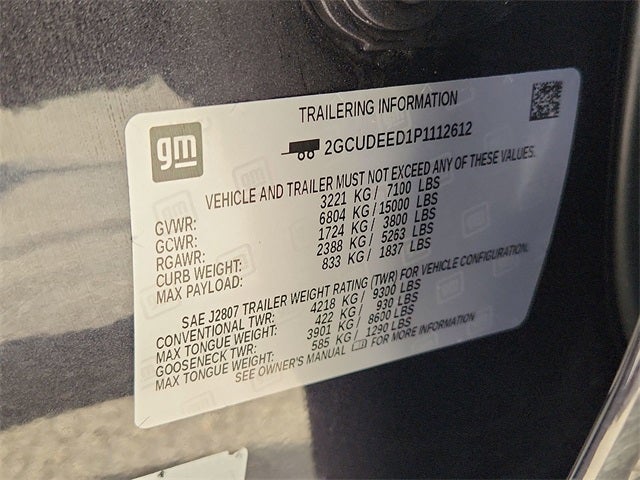 TRAILERING INFORMATION
gm
2GCUDEED1P1112612
VEHICLE AND TRAILER MUST NOT EXCEED ANY OF THESE VALUES.
GVWR: 3221 KG / 7100 LBS
GCWR: 6804 KG / 15000 LBS
RGAWR: 1724 KG / 3800 LBS
CURB WEIGHT: 2388 KG / 5263 LBS
MAX PAYLOAD: 833 KG / 1837 LBS
SAE J2807 TRAILER WEIGHT RATING (TWR) FOR VEHICLE CONFIGURATION.
CONVENTIONAL TWR: 4218 KG / 9300 LBS
MAX TONGUE WEIGHT: 422 KG / 930 LBS
GOOSENECK TWR: 3901 KG / 8600 LBS
MAX TONGUE WEIGHT: 585 KG / 1290 LBS
SEE OWNER'S MANUAL FOR MORE INFORMATION